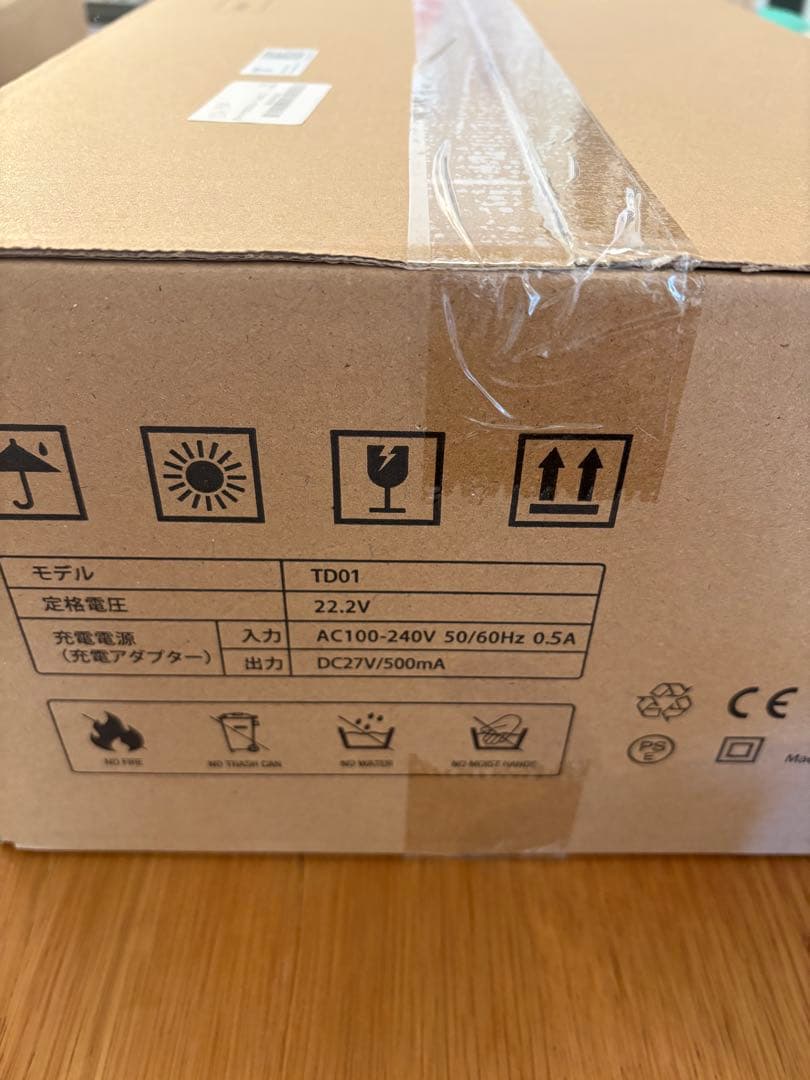 モデル TD01
定格電圧 22.2V
充電電源 (充電アダプター) 入力 AC100-240V 50/60Hz 0.5A
出力 DC27V/500mA
NO FIRE NO TRASH CAN NO WATER NO MOIST HANDS
CE
PS
E
Mad